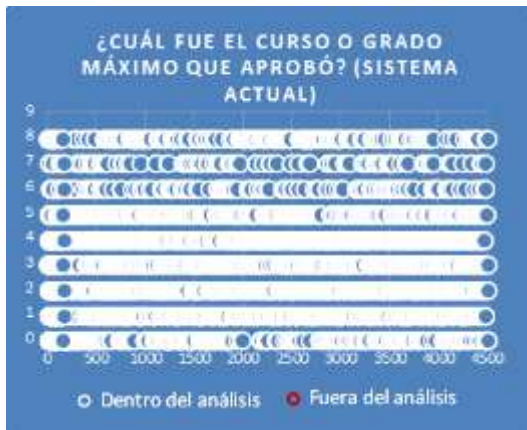 ¿CUÁL FUE EL CURSO O GRADO
MÁXIMO QUE APROBÓ? (SISTEMA
ACTUAL)
9
8
7
6
5
4
3
2
1
0
0 500 1000 1500 2000 2500 3000 3500 4000 4500
Dentro del análisis Fuera del análisis